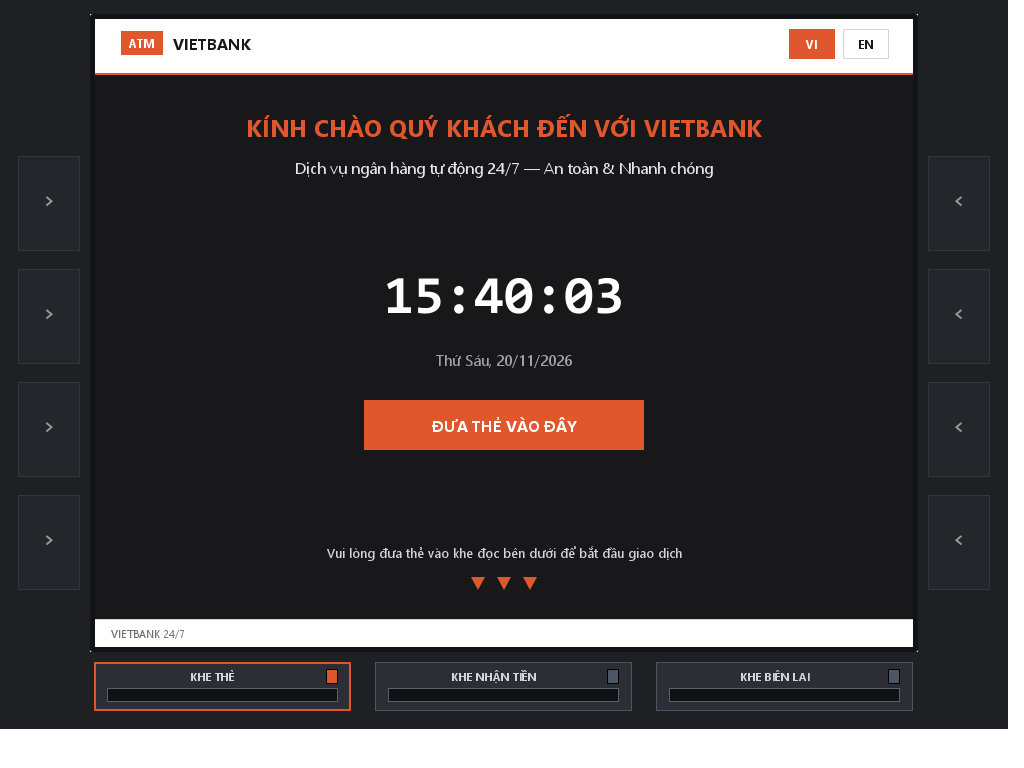 ATM VIETBANK VI EN
KÍNH CHÀO QUÝ KHÁCH ĐẾN VỚI VIETBANK
Dịch vụ ngân hàng tự động 24/7 — An toàn & Nhanh chóng
15:40:03
Thứ Sáu, 20/11/2026
ĐƯA THẺ VÀO ĐÂY
Vui lòng đưa thẻ vào khe đọc bên dưới để bắt đầu giao dịch
VIETBANK 24/7
KHE THẺ KHE NHẬN TIỀN KHE BIÊN LAI